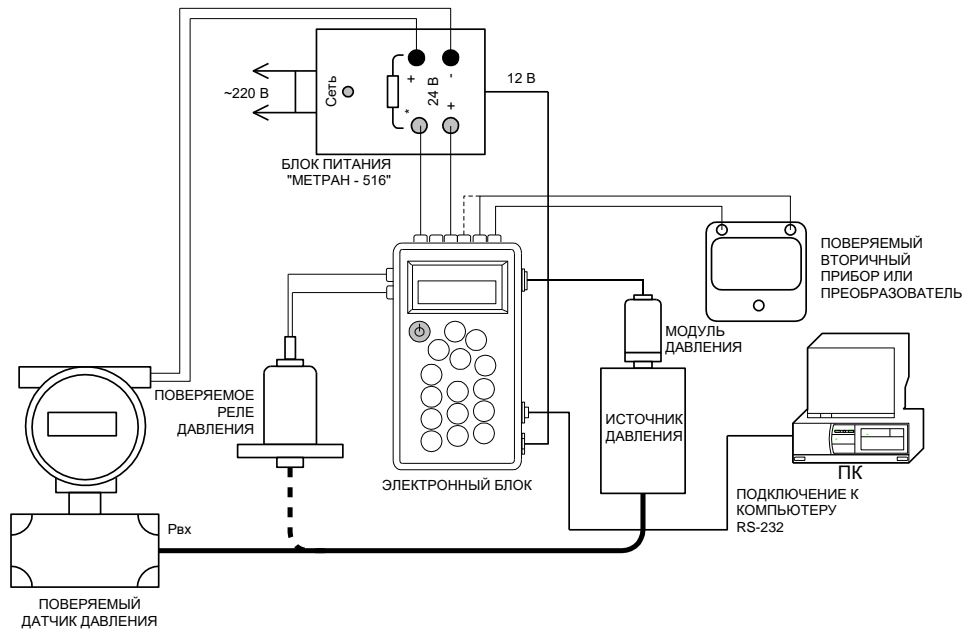 ~220 В
Сеть
+
-
24 В
*
+
12 В
БЛОК ПИТАНИЯ
"МЕТРАН - 516"
ПОВЕРЯЕМЫЙ
ВТОРИЧНЫЙ
ПРИБОР ИЛИ
ПРЕОБРАЗОВАТЕЛЬ
МОДУЛЬ
ДАВЛЕНИЯ
ПОВЕРЯЕМОЕ
РЕЛЕ
ДАВЛЕНИЯ
ИСТОЧНИК
ДАВЛЕНИЯ
ПК
ЭЛЕКТРОННЫЙ БЛОК
ПОДКЛЮЧЕНИЕ К
КОМПЬЮТЕРУ
RS-232
Рвх
ПОВЕРЯЕМЫЙ
ДАТЧИК ДАВЛЕНИЯ